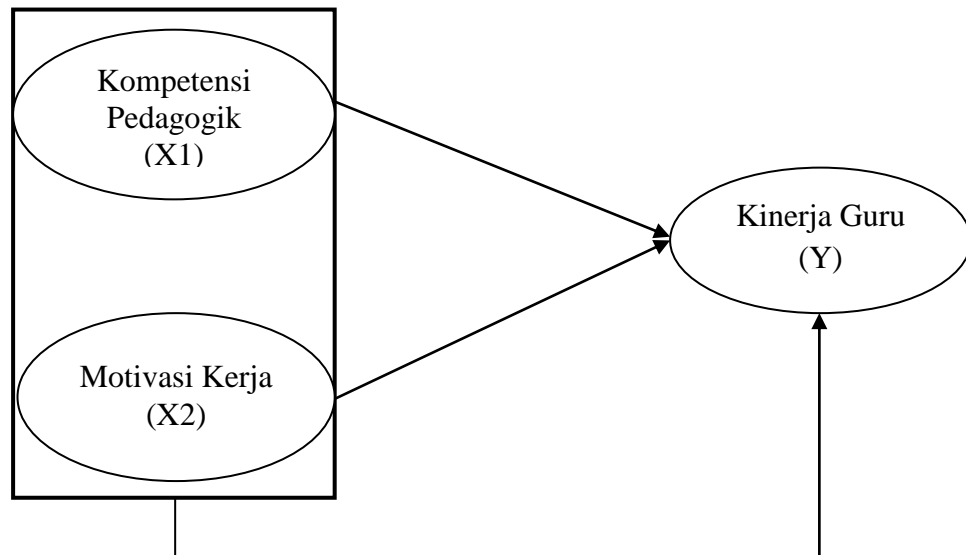 Kompetensi
Pedagogik
(X1)
Kinerja Guru
(Y)
Motivasi Kerja
(X2)